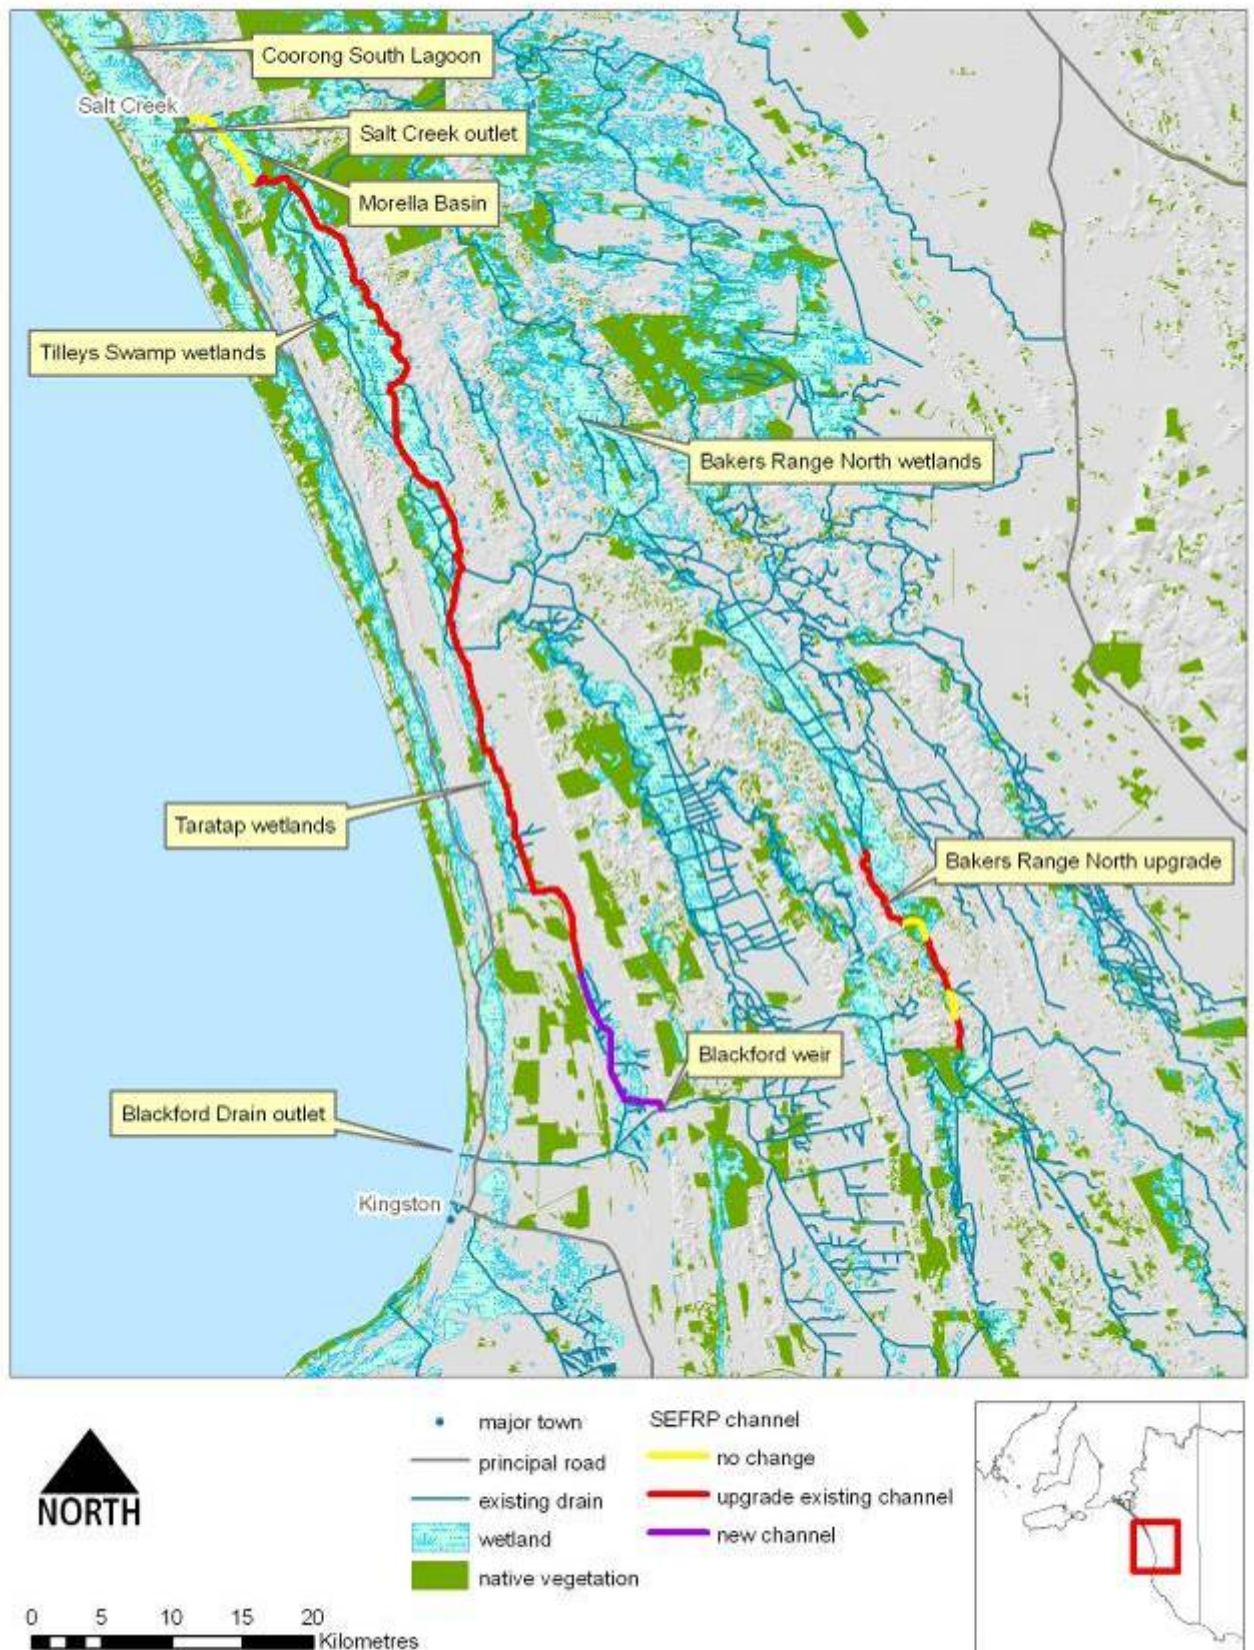 Coorong South Lagoon
Salt Creek
Salt Creek outlet
Morella Basin
Tilleys Swamp wetlands
Bakers Range North wetlands
Taratap wetlands
Bakers Range North upgrade
Blackford weir
Blackford Drain outlet
Kingston
NORTH
major town
principal road
existing drain
wetland
native vegetation
SEFRP channel
no change
upgrade existing channel
new channel
0 5 10 15 20
Kilometres